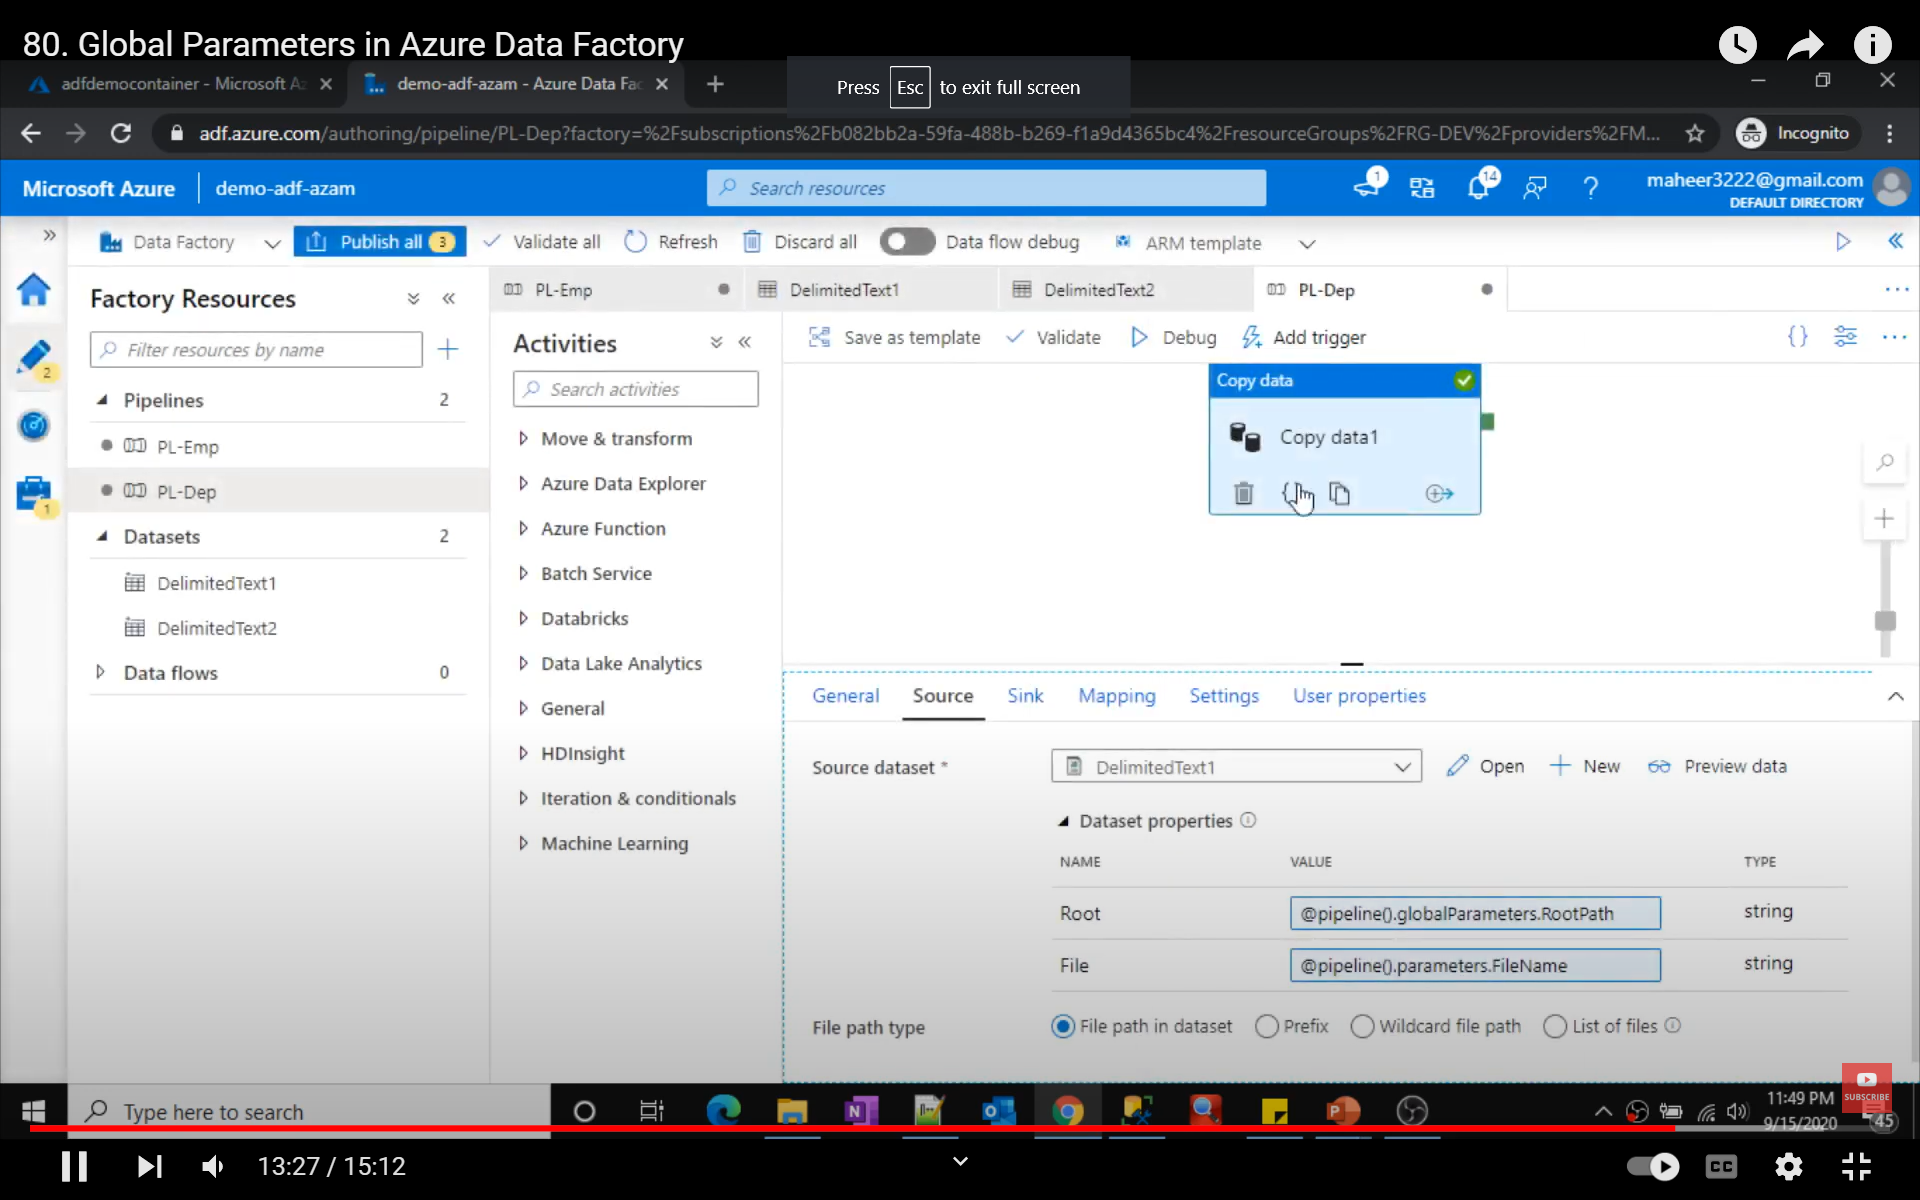 80. Global Parameters in Azure Data Factory
adfdemocontainer - Microsoft Az
demo-adf-azam - Azure Data Fac
Press Esc to exit full screen
adf.azure.com/authoring/pipeline/PL-Dep?factory=%2Fsubscriptions%2Fb082bb2a-59fa-488b-b269-f1a9d4365bc4%2FresourceGroups%2FRG-DEV%2Fproviders%2FM...
Incognito
Microsoft Azure
demo-adf-azam
Search resources
1
14
?
maheer3222@gmail.com
DEFAULT DIRECTORY
Data Factory
Publish all 3
Validate all
Refresh
Discard all
Data flow debug
ARM template
Factory Resources
PL-Emp
DelimitedText1
DelimitedText2
PL-Dep
Filter resources by name
Activities
Save as template
Validate
Debug
Add trigger
{}
2
1
Pipelines 2
PL-Emp
PL-Dep
Datasets 2
DelimitedText1
DelimitedText2
Data flows 0
Search activities
Move & transform
Azure Data Explorer
Azure Function
Batch Service
Databricks
Data Lake Analytics
General
HDInsight
Iteration & conditionals
Machine Learning
Copy data
Copy data1
General
Source
Sink
Mapping
Settings
User properties
Source dataset *
DelimitedText1
Open
New
Preview data
Dataset properties
NAME VALUE TYPE
Root @pipeline().globalParameters.RootPath string
File @pipeline().parameters.FileName string
File path type
File path in dataset
Prefix
Wildcard file path
List of files
SUBSCRIBE
Type here to search
11:49 PM
9/15/2020
45
13:27 / 15:12
CC